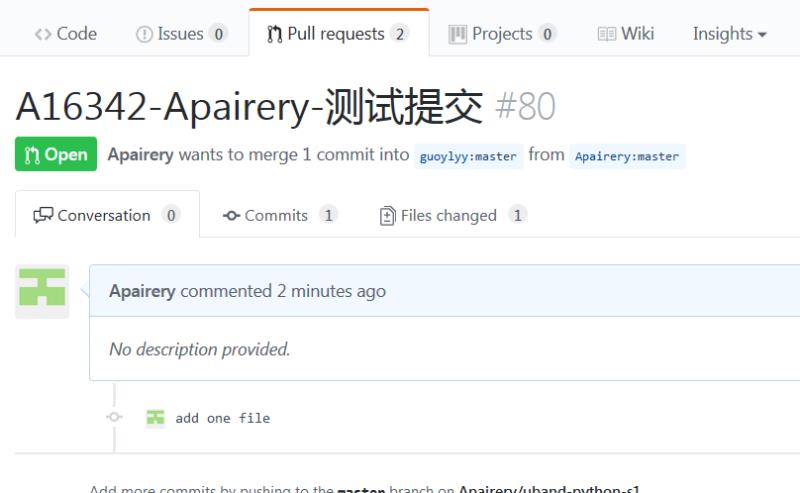 Code Issues 0 Pull requests 2 Projects 0 Wiki Insights
A16342-Apairery-测试提交 #80
Open Apairery wants to merge 1 commit into guoylyy:master from Apairery:master
Conversation 0 Commits 1 Files changed 1
Apairery commented 2 minutes ago
No description provided.
add one file
Add more commits by pushing to the master branch on Apairery/uband-python-s1